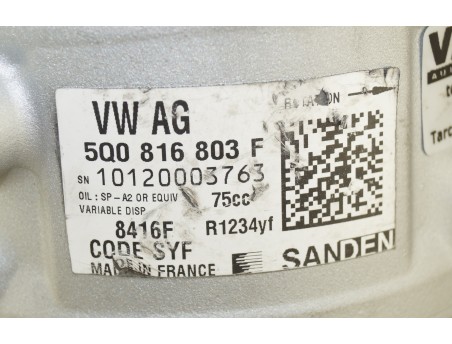 VW AG
ROTATION
5Q0 816 803 F
SN 10120003763
OIL : SP-A2 OR EQUIV 75cc
VARIABLE DISP
8416F R1234yf
CODE SYF
MADE IN FRANCE
SANDEN